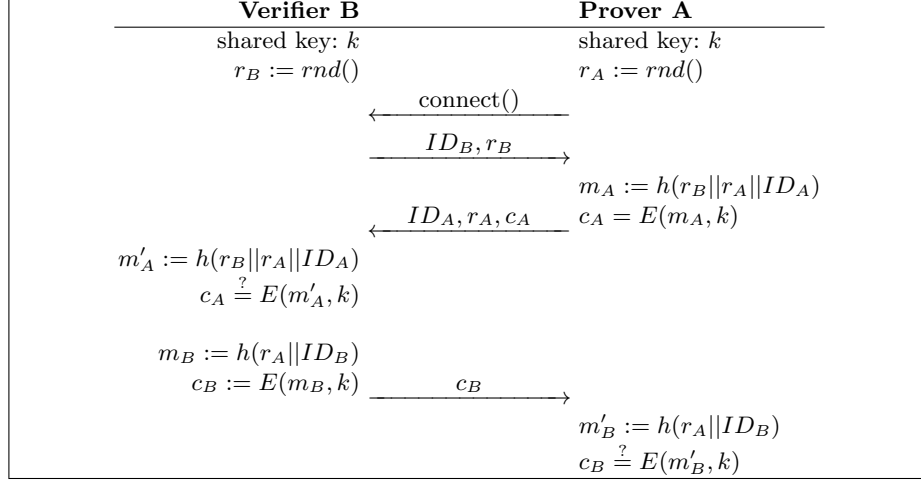 Verifier B Prover A
shared key: k shared key: k
r_B := rnd() r_A := rnd()
connect()
ID_B, r_B
m_A := h(r_B||r_A||ID_A)
ID_A, r_A, c_A c_A = E(m_A, k)
m'_A := h(r_B||r_A||ID_A)
c_A ?= E(m'_A, k)
m_B := h(r_A||ID_B)
c_B := E(m_B, k) c_B
m'_B := h(r_A||ID_B)
c_B ?= E(m'_B, k)